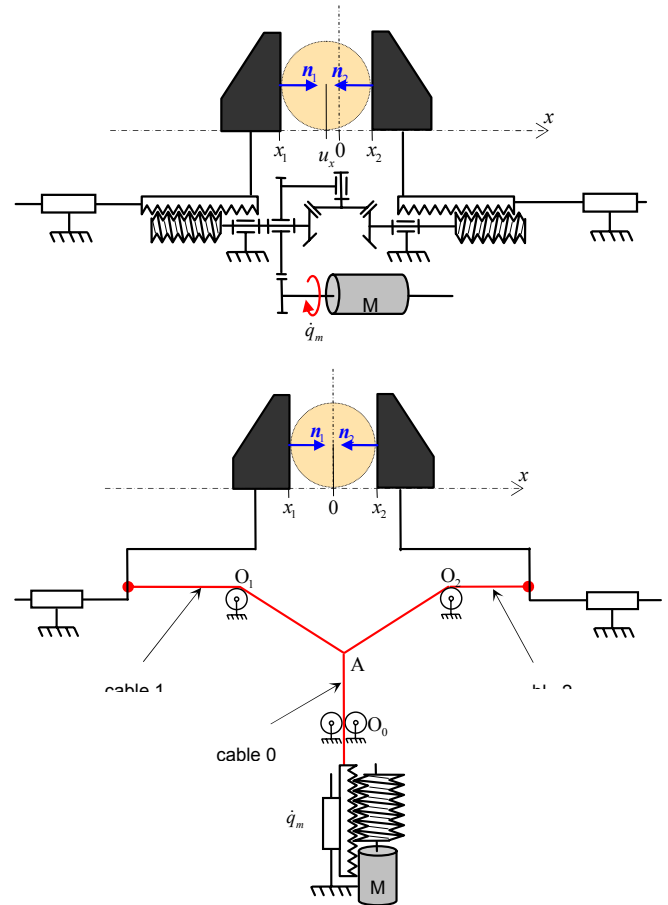 n₁ n₂
x
x₁ uₓ 0 x₂
M
q̇ₘ
n₁ n₂
x
x₁ 0 x₂
O₁ O₂
A
cable 1
O₀
cable 0
q̇ₘ
M